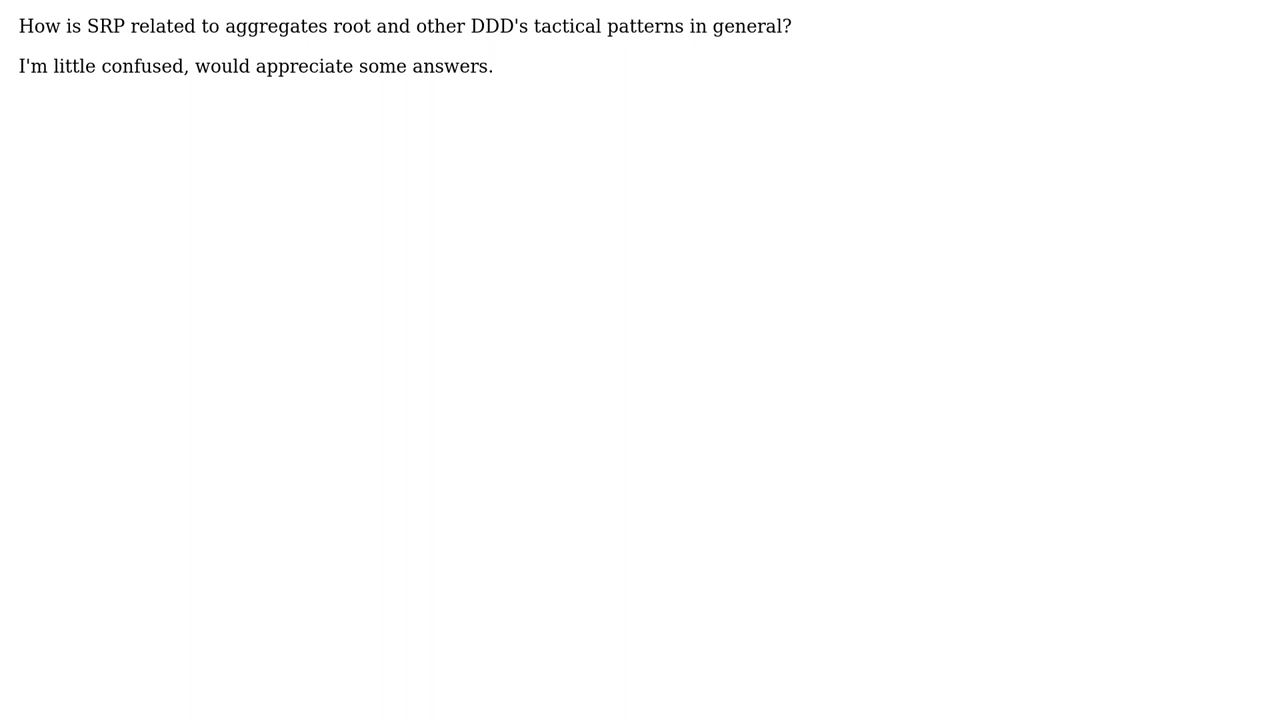 How is SRP related to aggregates root and other DDD's tactical patterns in general?
I'm little confused, would appreciate some answers.